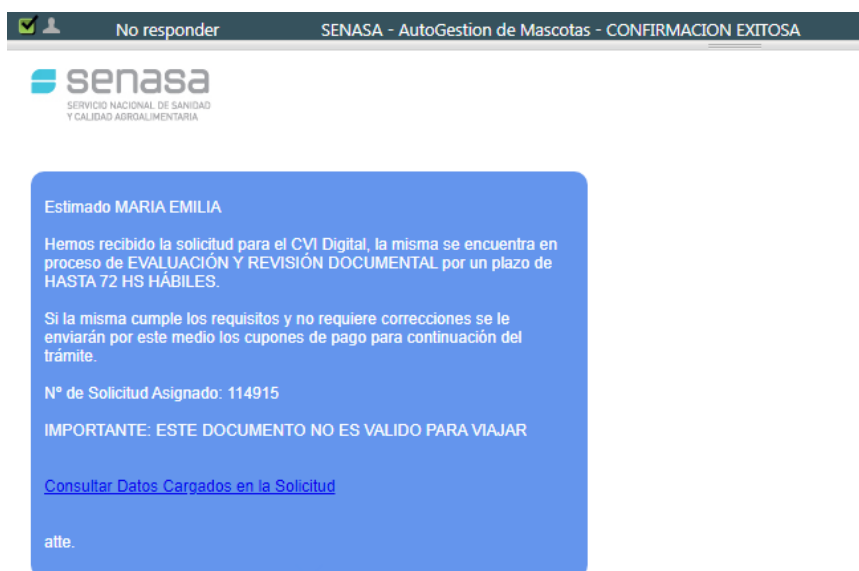 No responder SENASA - AutoGestion de Mascotas - CONFIRMACION EXITOSA
senasa
SERVICIO NACIONAL DE SANIDAD
Y CALIDAD AGROALIMENTARIA
Estimado MARIA EMILIA
Hemos recibido la solicitud para el CVI Digital, la misma se encuentra en
proceso de EVALUACIÓN Y REVISIÓN DOCUMENTAL por un plazo de
HASTA 72 HS HÁBILES.
Si la misma cumple los requisitos y no requiere correcciones se le
enviarán por este medio los cupones de pago para continuación del
trámite.
Nº de Solicitud Asignado: 114915
IMPORTANTE: ESTE DOCUMENTO NO ES VALIDO PARA VIAJAR
Consultar Datos Cargados en la Solicitud
atte.